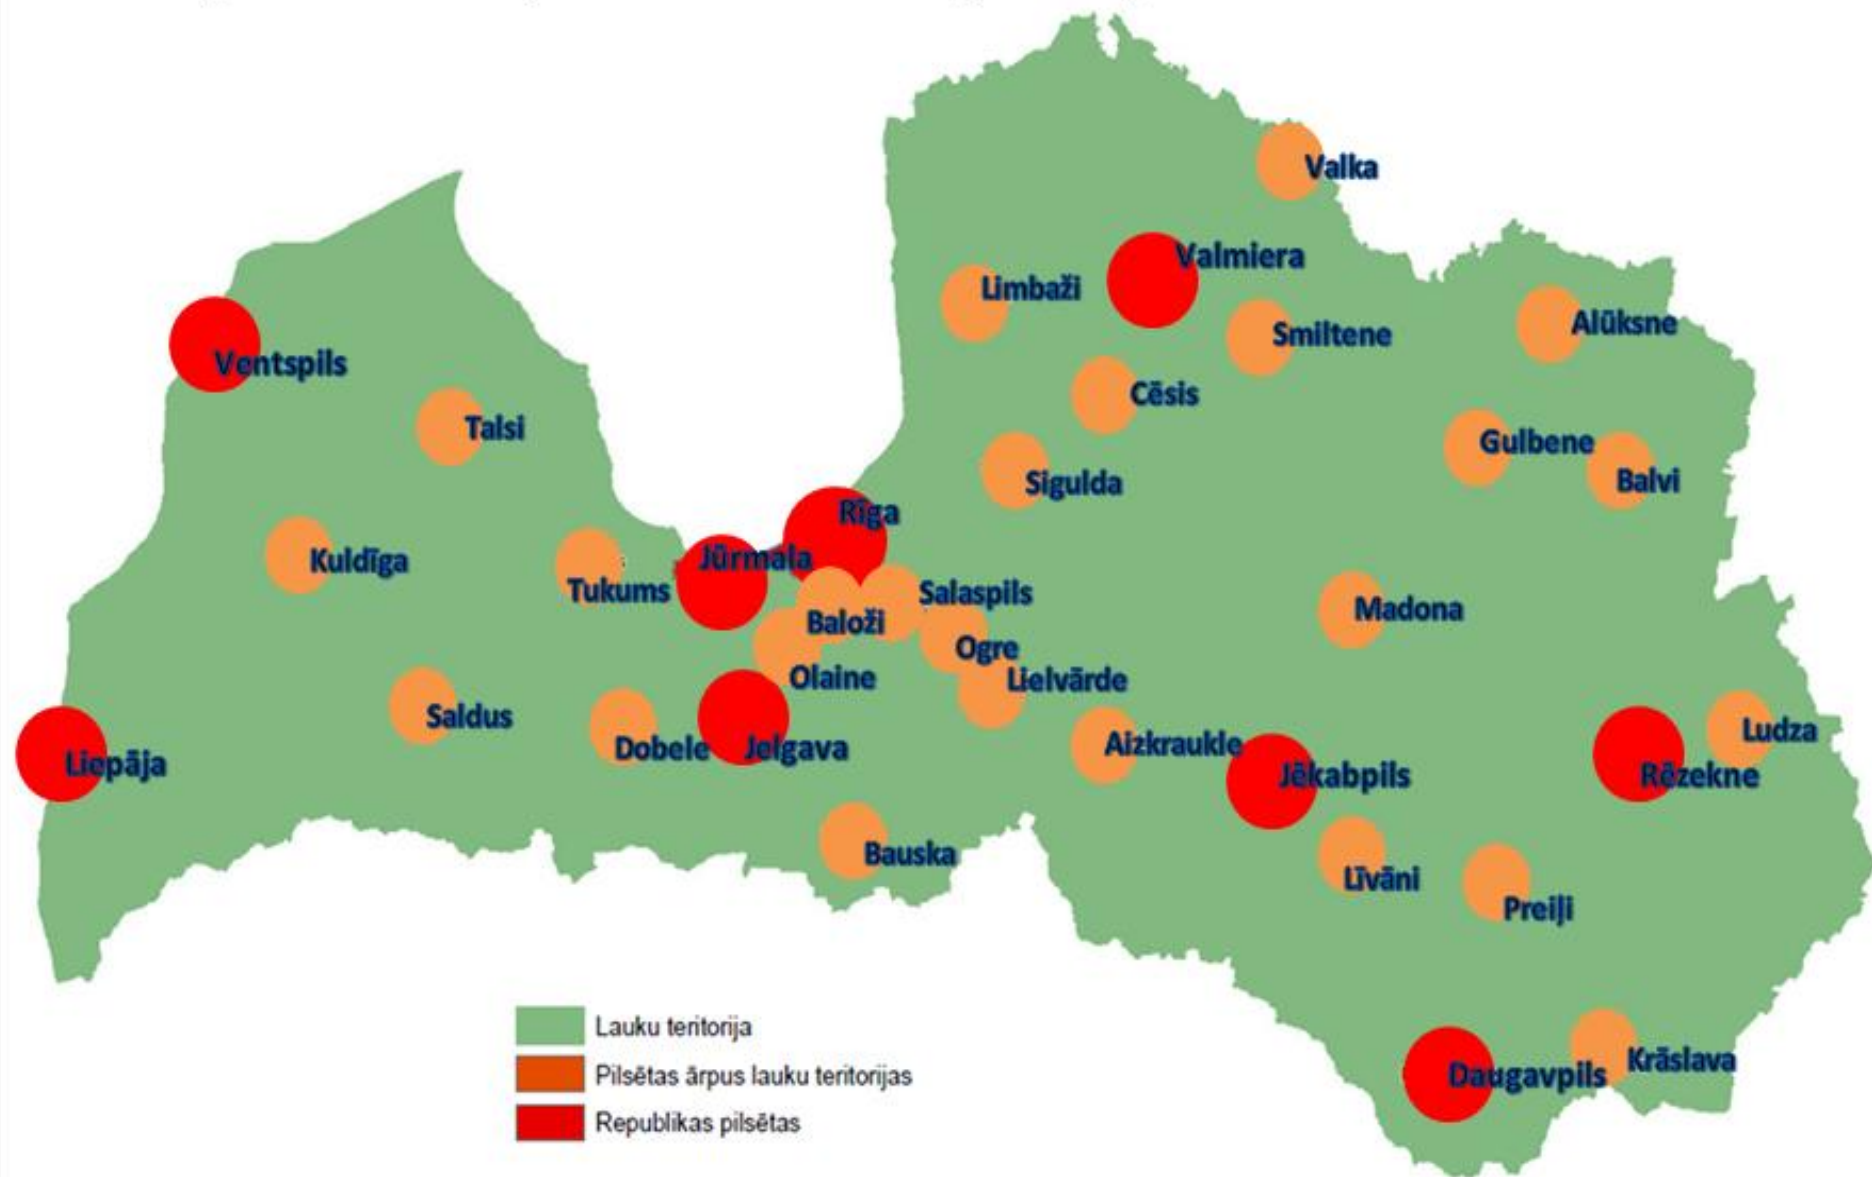 Valka
Valmiera
Limbaži
Alūksne
Smiltene
Ventspils
Cēsis
Talsi
Gulbene
Balvi
Sigulda
Rīga
Jūrmala
Kuldīga
Tukums
Salaspils
Madona
Baloži
Ogre
Olaine
Lielvārde
Saldus
Ludza
Dobele
Jelgava
Aizkraukle
Liepāja
Jēkabpils
Rēzekne
Bauska
Līvāni
Preiļi
Lauku teritorija
Krāslava
Pilsētas ārpus lauku teritorijas
Daugavpils
Republikas pilsētas